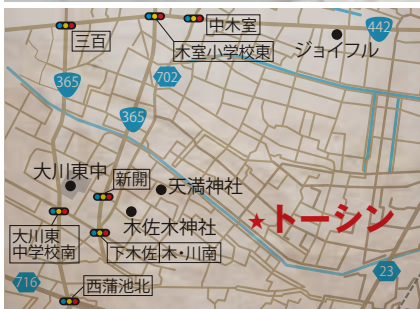 中木室
三百
木室小学校東
ジョイフル
442
365
702
365
大川東中
新開
天満神社
木佐木神社
トーシン
大川東
中学校南
下木佐木・川南
716
23
西蒲池北